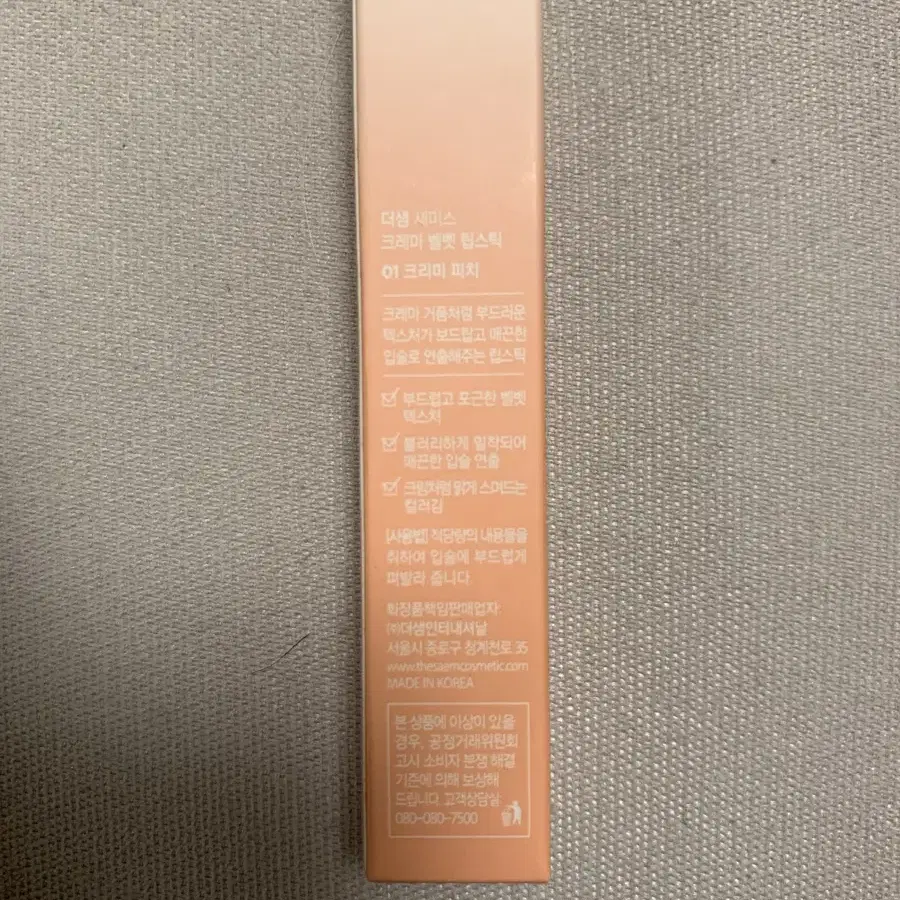 더샘 새미스
크레마 벨벳 립스틱
01 크리미 피치
크레마 거품처럼 부드러운
텍스처가 보드랍고 매끈한
입술로 연출해주는 립스틱
부드럽고 포근한 벨벳
텍스처
블러리하게 밀착되어
매끈한 입술 연출
크림처럼 맑게 스며드는
컬러감
[사용법] 적당량의 내용물을
취하여 입술에 부드럽게
펴발라 줍니다.
화장품책임판매업자:
㈜더샘인터내셔날
서울시 종로구 청계천로 35
www.thesaemcosmetic.com
MADE IN KOREA
본 상품에 이상이 있을
경우, 공정거래위원회
고시 소비자 분쟁 해결
기준에 의해 보상해
드립니다. 고객상담실:
080-080-7500